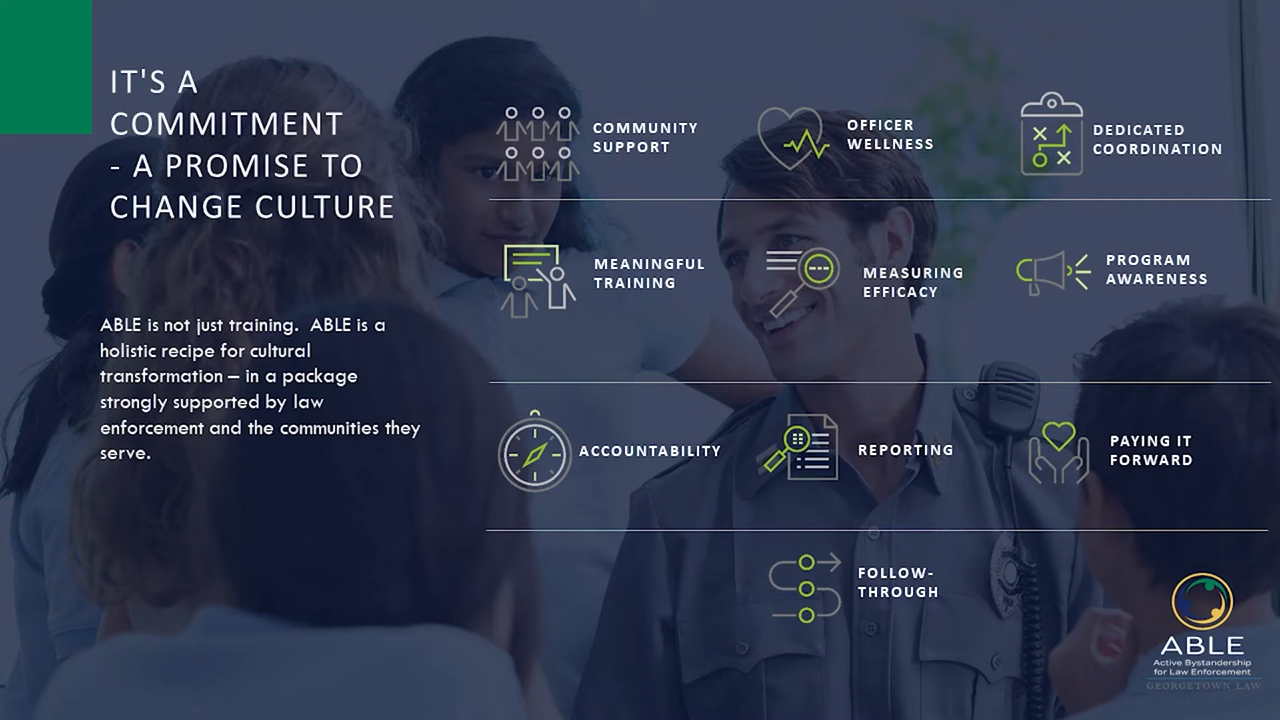 IT'S A
COMMITMENT
- A PROMISE TO
CHANGE CULTURE
ABLE is not just training.  ABLE is a
holistic recipe for cultural
transformation – in a package
strongly supported by law
enforcement and the communities they
serve.
COMMUNITY
SUPPORT
OFFICER
WELLNESS
DEDICATED
COORDINATION
MEANINGFUL
TRAINING
MEASURING
EFFICACY
PROGRAM
AWARENESS
ACCOUNTABILITY
REPORTING
PAYING IT
FORWARD
FOLLOW-
THROUGH
ABLE
Active Bystandership
for Law Enforcement
GEORGETOWN LAW